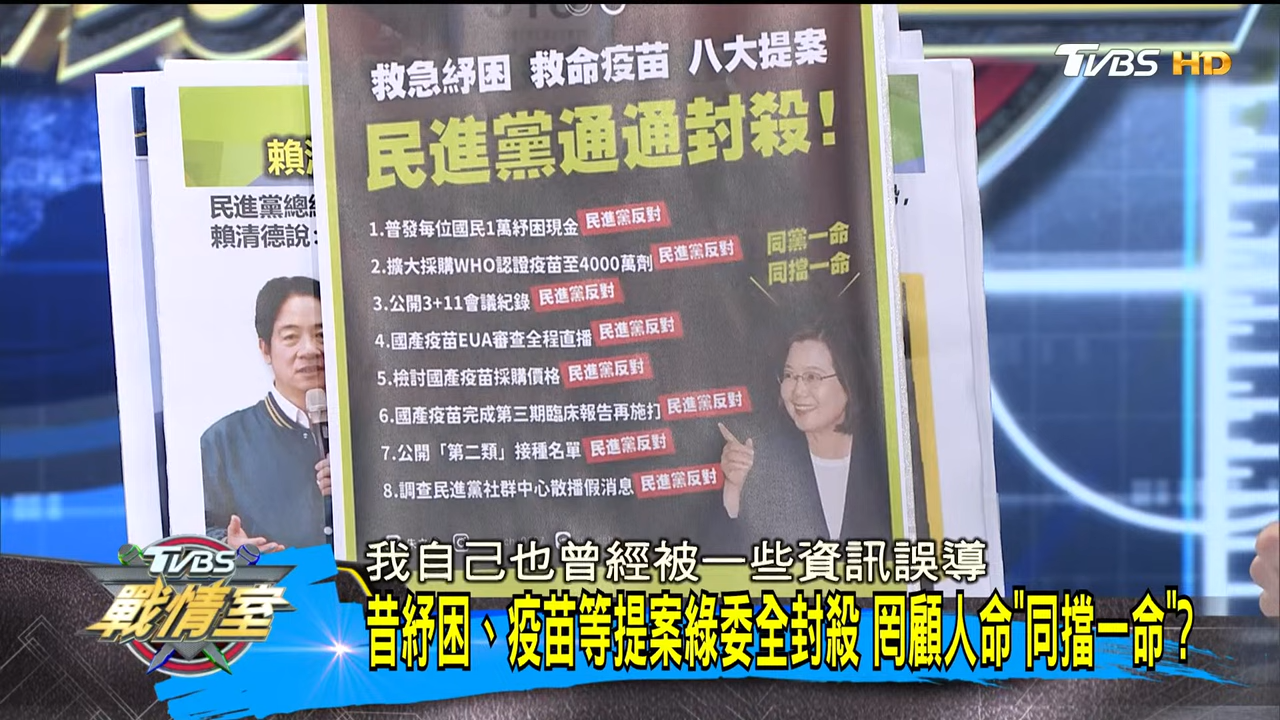 TVBS HD
救急紓困 救命疫苗 八大提案
民進黨通通封殺!
1.普發每位國民1萬紓困現金 民進黨反對
2.擴大採購WHO認證疫苗至4000萬劑 民進黨反對
3.公開3+11會議紀錄 民進黨反對
4.國產疫苗EUA審查全程直播 民進黨反對
5.檢討國產疫苗採購價格 民進黨反對
6.國產疫苗完成第三期臨床報告再施打 民進黨反對
7.公開「第二類」接種名單 民進黨反對
8.調查民進黨社群中心散播假消息 民進黨反對
同黨一命
同擋一命
賴清
民進黨總
賴清德說:
TVBS
戰情室
我自己也曾經被一些資訊誤導
昔紓困、疫苗等提案綠委全封殺 罔顧人命"同擋一命"?